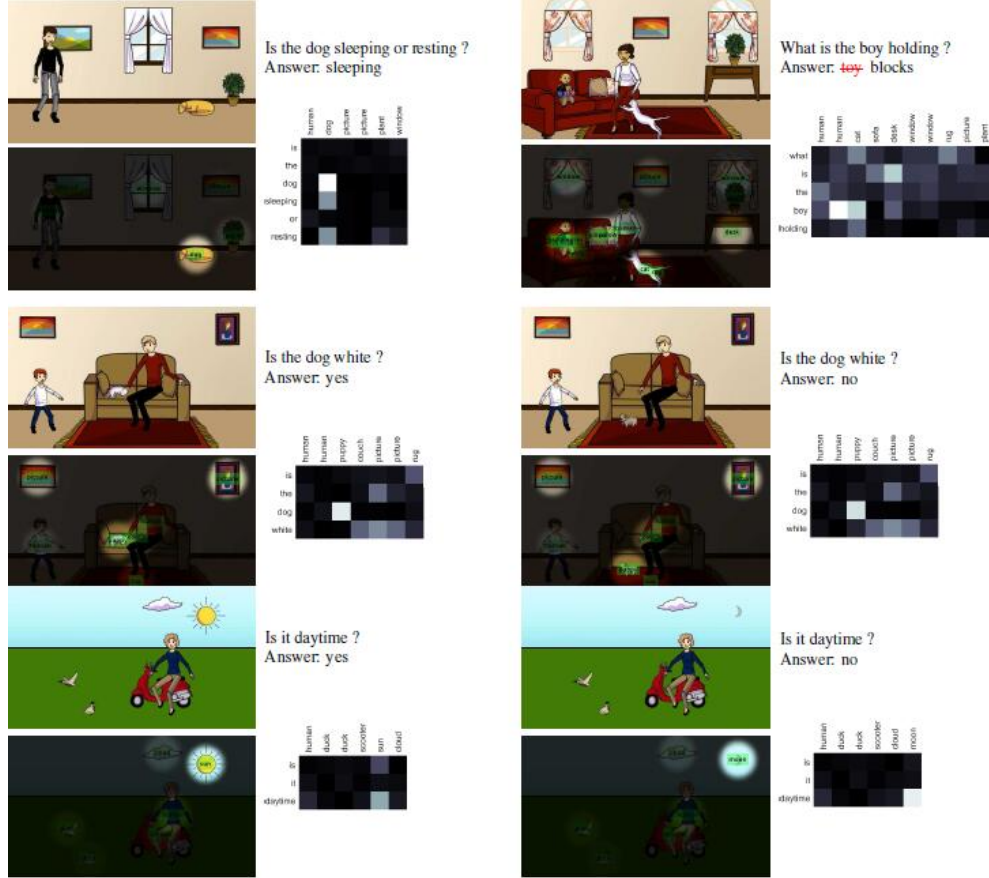 Is the dog sleeping or resting ?
Answer: sleeping
human dog picture picture plant window
is
the
dog
sleeping
or
resting
What is the boy holding ?
Answer: toy blocks
human human cat sofa desk window window rug picture plant
what
is
the
boy
holding
Is the dog white ?
Answer: yes
human human puppy couch picture picture rug
is
the
dog
white
picture
Is the dog white ?
Answer: no
human human puppy couch picture picture rug
is
the
dog
white
picture
Is it daytime ?
Answer: yes
human duck duck scooter sun cloud
is
it
daytime
sun
Is it daytime ?
Answer: no
human duck duck scooter cloud moon
is
it
daytime
moon